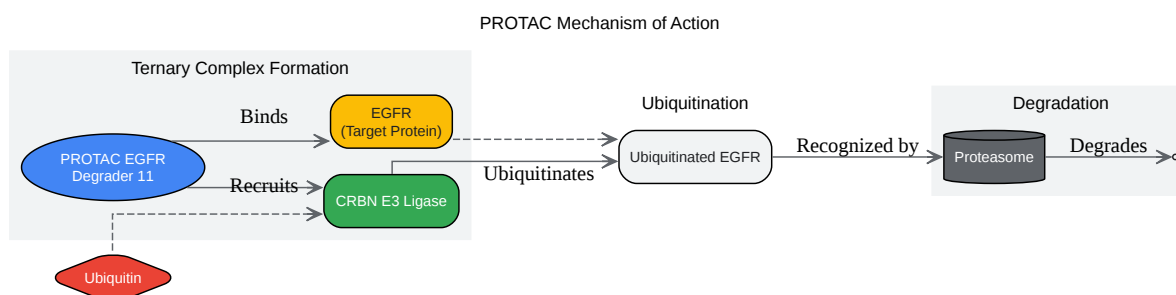 PROTAC Mechanism of Action
Ternary Complex Formation
Binds
EGFR
(Target Protein)
PROTAC EGFR
Degrader 11
Recruits
CRBN E3 Ligase
Ubiquitin
Ubiquitination
Ubiquitinates
Ubiquitinated EGFR
Recognized by
Degradation
Proteasome
Degrades